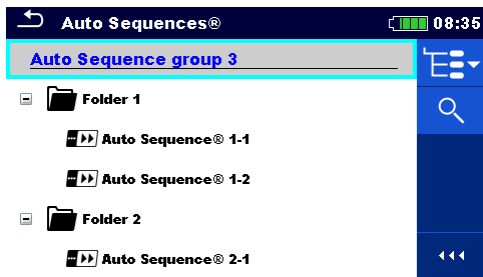 Auto Sequences® 08:35
Auto Sequence group 3
Folder 1
Auto Sequence® 1-1
Auto Sequence® 1-2
Folder 2
Auto Sequence® 2-1